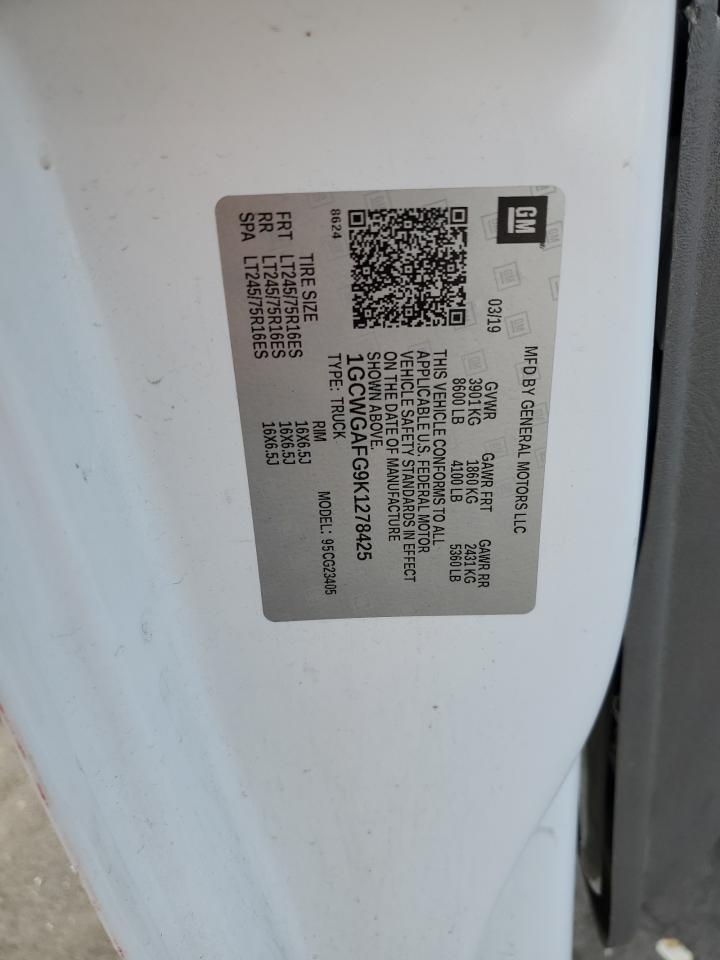 GM
MFD BY GENERAL MOTORS LLC
03/19
GVWR GAWR FRT GAWR RR
3901 KG 1860 KG 2431 KG
8600 LB 4100 LB 5360 LB
THIS VEHICLE CONFORMS TO ALL
APPLICABLE U.S. FEDERAL MOTOR
VEHICLE SAFETY STANDARDS IN EFFECT
ON THE DATE OF MANUFACTURE
SHOWN ABOVE.
1GCWGAFG9K1278425
8624
TYPE: TRUCK MODEL: 95CG23405
TIRE SIZE RIM
FRT LT245/75R16ES 16X6.5J
RR LT245/75R16ES 16X6.5J
SPA LT245/75R16ES 16X6.5J